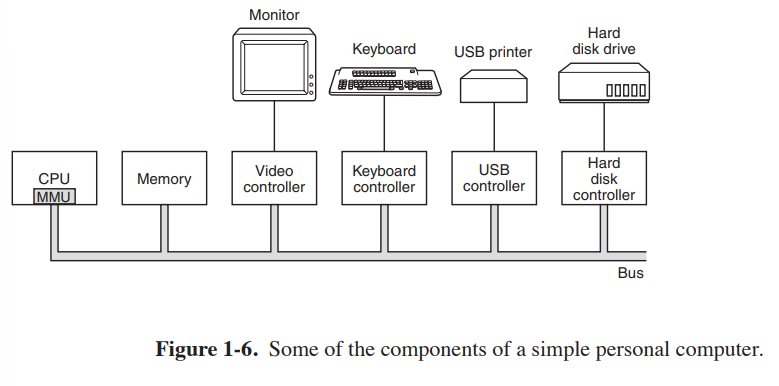 Monitor
Keyboard
USB printer
Hard
disk drive
CPU
MMU
Memory
Video
controller
Keyboard
controller
USB
controller
Hard
disk
controller
Bus
Figure 1-6. Some of the components of a simple personal computer.